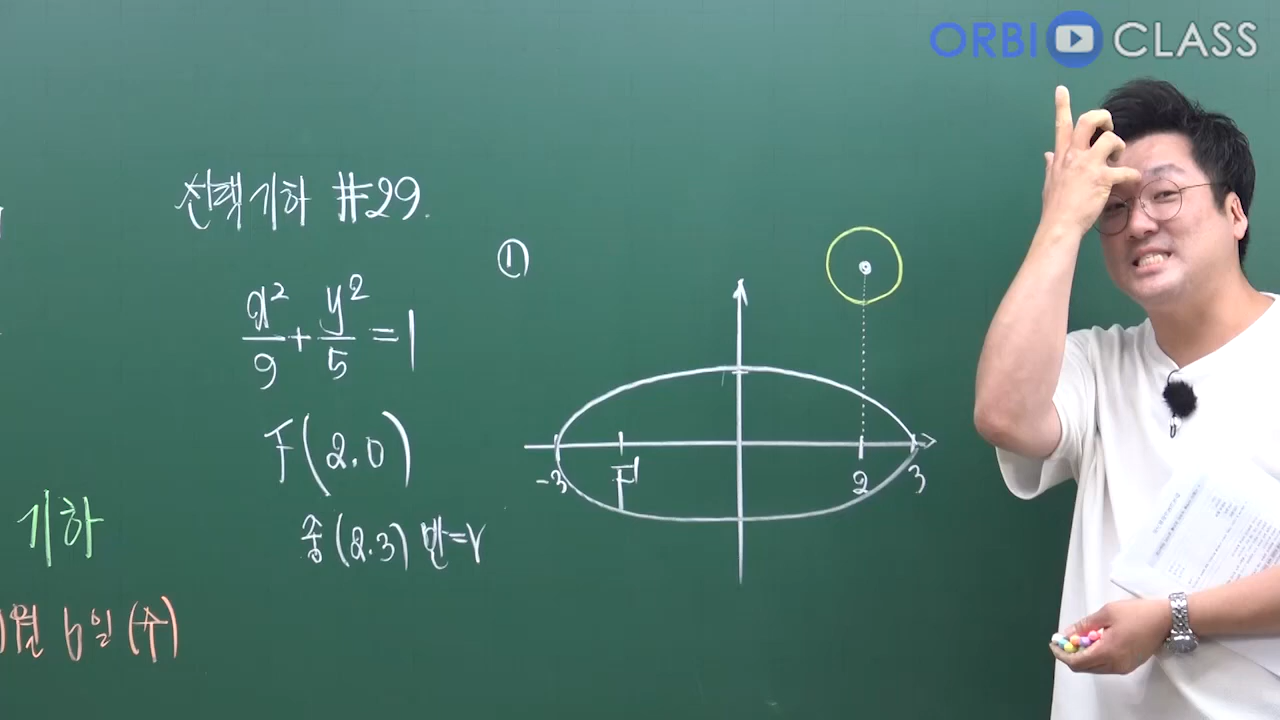 ORBI CLASS
선택기하 #29.
x²/9 + y²/5 = 1
F(2.0)
중(2.3) 반=r
기하
월 6일 (수)
①
-3
F'
2
3